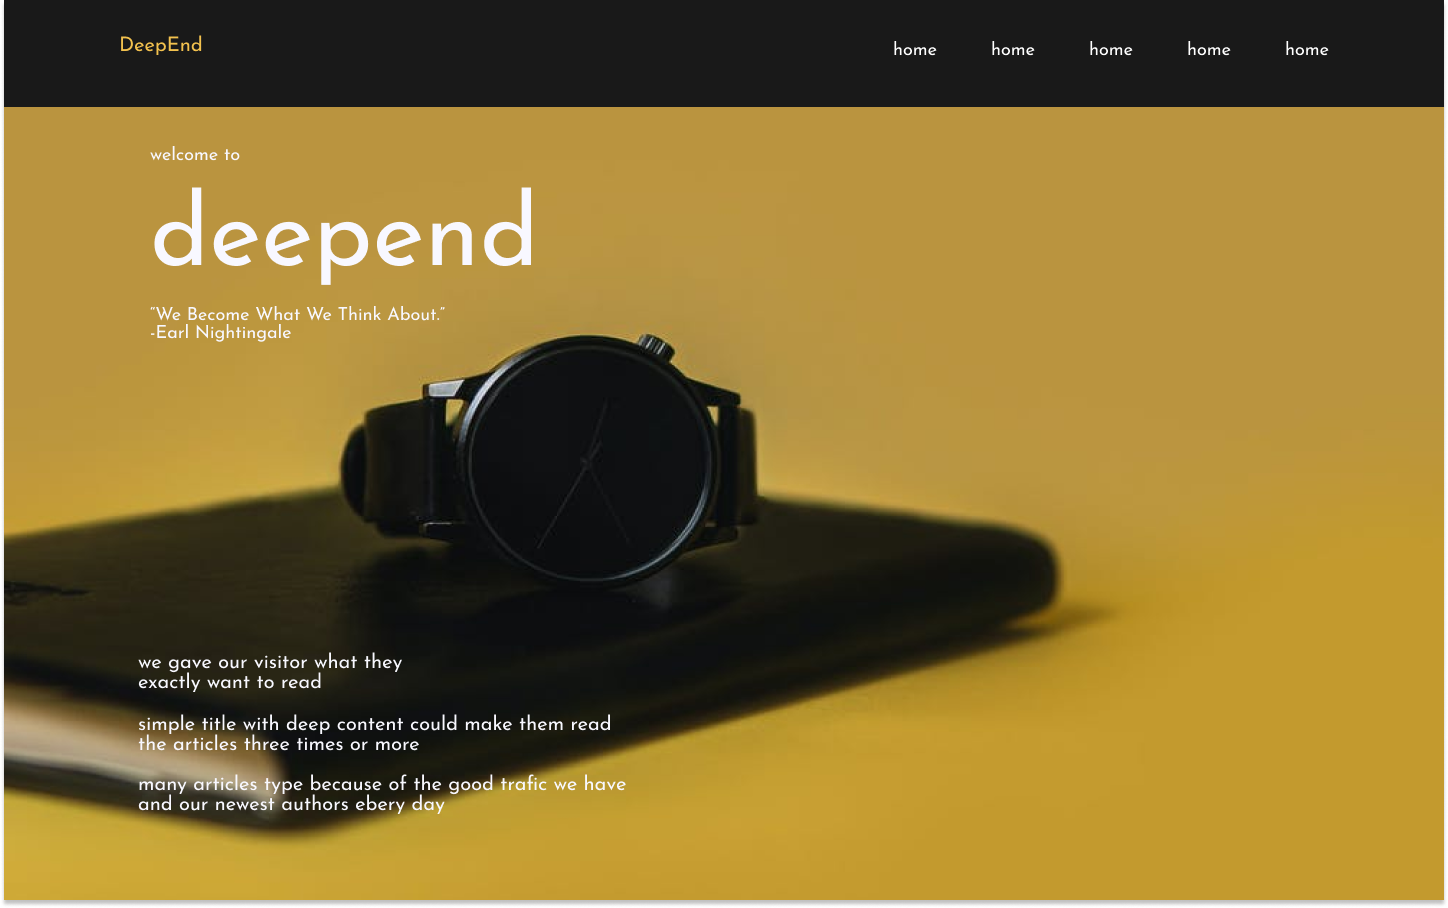 DeepEnd
home home home home home
welcome to
deepend
"We Become What We Think About."
-Earl Nightingale
we gave our visitor what they
exactly want to read
simple title with deep content could make them read
the articles three times or more
many articles type because of the good trafic we have
and our newest authors ebery day